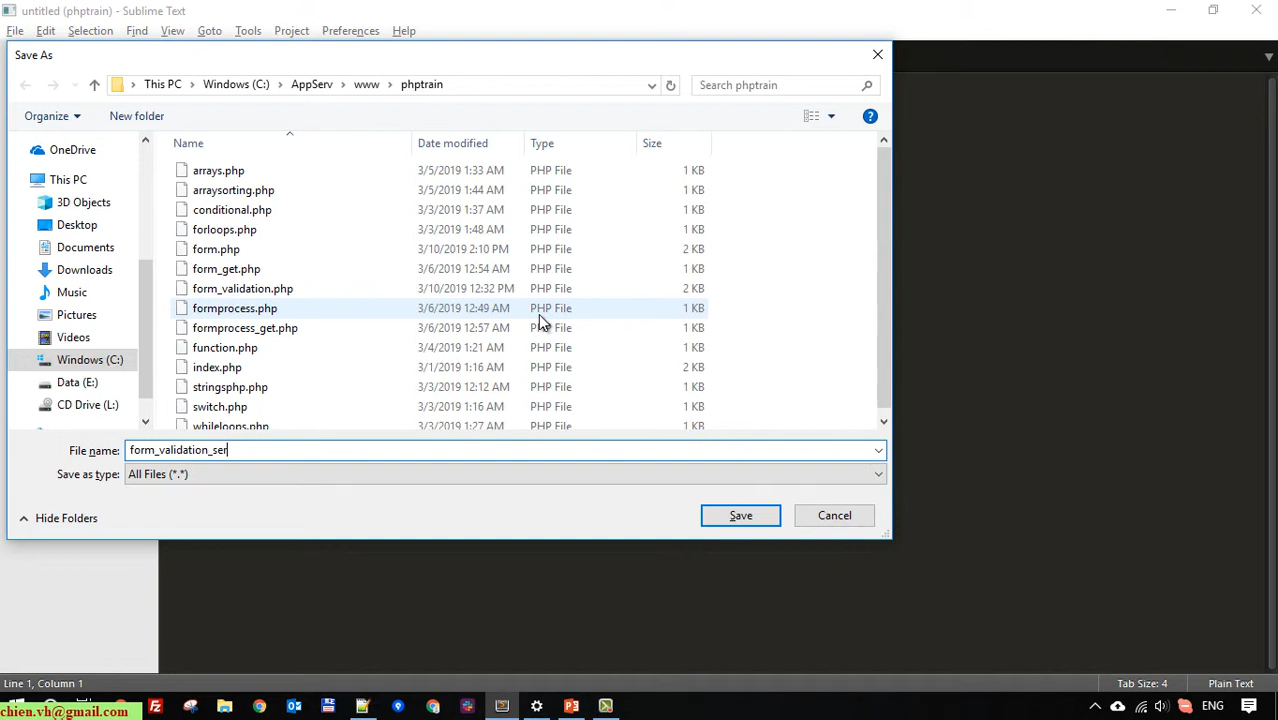 untitled (phptrain) - Sublime Text
File Edit Selection Find View Goto Tools Project Preferences Help
Save As
This PC Windows (C:) AppServ www phptrain Search phptrain
Organize New folder
Name Date modified Type Size
OneDrive
This PC
3D Objects
Desktop
Documents
Downloads
Music
Pictures
Videos
Windows (C:)
Data (E:)
CD Drive (L:)
arrays.php 3/5/2019 1:33 AM PHP File 1 KB
arraysorting.php 3/5/2019 1:44 AM PHP File 1 KB
conditional.php 3/3/2019 1:37 AM PHP File 1 KB
forloops.php 3/3/2019 1:48 AM PHP File 1 KB
form.php 3/10/2019 2:10 PM PHP File 2 KB
form_get.php 3/6/2019 12:54 AM PHP File 1 KB
form_validation.php 3/10/2019 12:32 PM PHP File 2 KB
formprocess.php 3/6/2019 12:49 AM PHP File 1 KB
formprocess_get.php 3/6/2019 12:57 AM PHP File 1 KB
function.php 3/4/2019 1:21 AM PHP File 1 KB
index.php 3/1/2019 1:16 AM PHP File 2 KB
stringsphp.php 3/3/2019 12:12 AM PHP File 1 KB
switch.php 3/3/2019 1:16 AM PHP File 1 KB
whileloops.php 3/3/2019 1:27 AM PHP File 1 KB
File name: form_validation_ser
Save as type: All Files (*.*)
Hide Folders Save Cancel
Line 1, Column 1 Tab Size: 4 Plain Text
chien.vh@gmail.com ENG